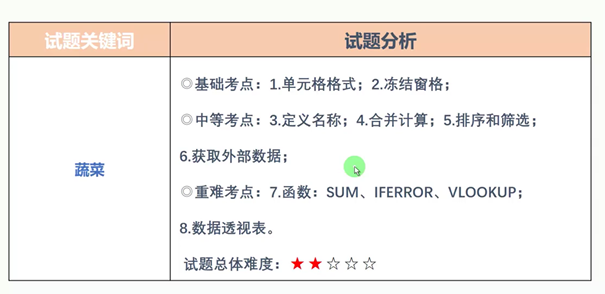 试题关键词 试题分析
◎基础考点：1.单元格格式；2.冻结窗格；
◎中等考点：3.定义名称；4.合并计算；5.排序和筛选；
蔬菜
6.获取外部数据；
◎重难考点：7.函数：SUM、IFERROR、VLOOKUP；
8.数据透视表。
试题总体难度：★★☆☆☆